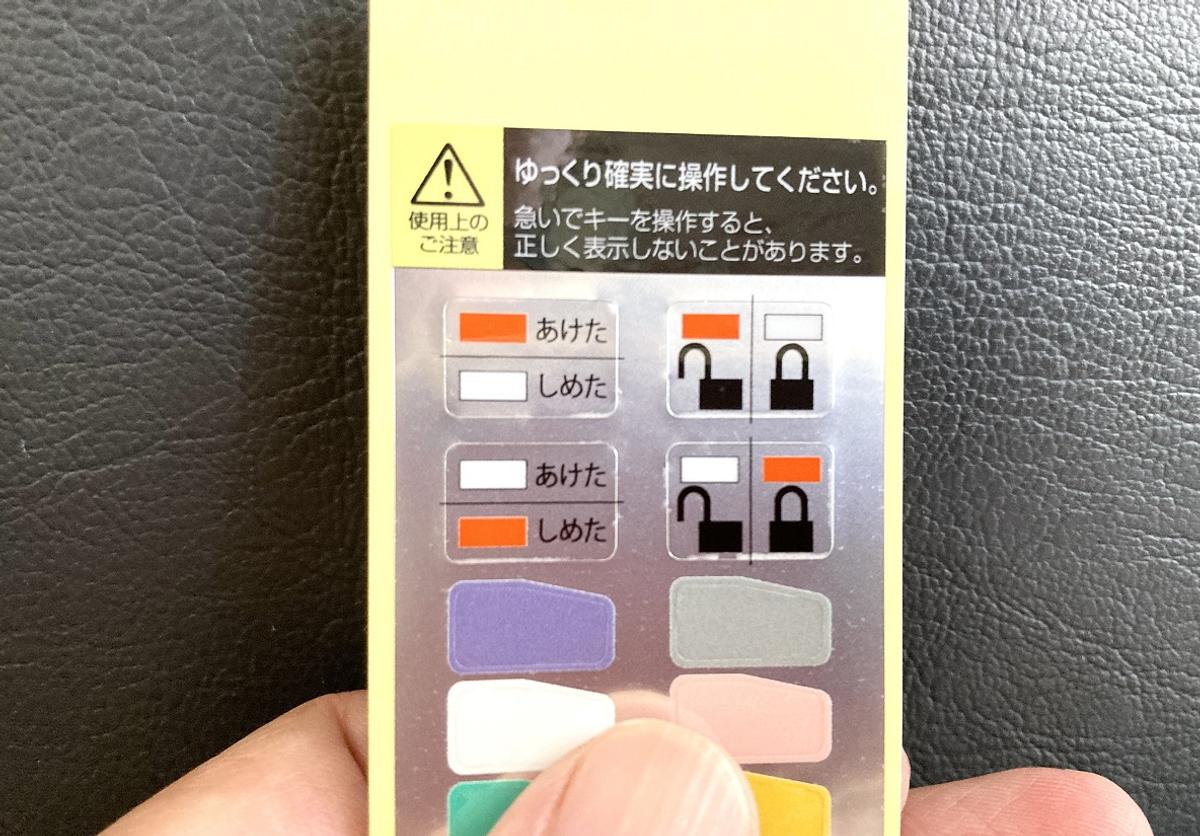 使用上の
ご注意
ゆっくり確実に操作してください。
急いでキーを操作すると、
正しく表示しないことがあります。
あけた
しめた
あけた
しめた